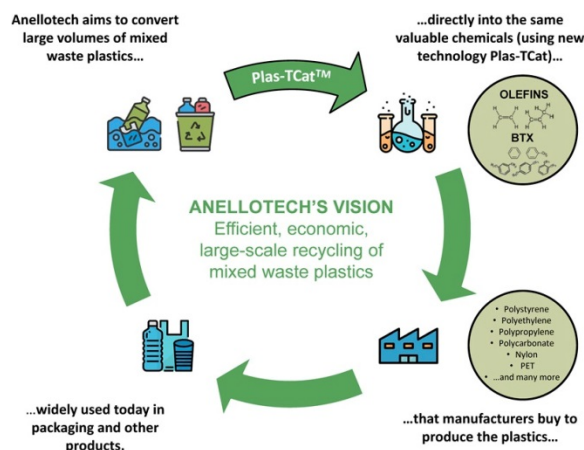 Anellotech aims to convert
large volumes of mixed
waste plastics…
Plas-TCat™
…directly into the same
valuable chemicals (using new
technology Plas-TCat)…
OLEFINS
BTX
ANELLOTECH'S VISION
Efficient, economic,
large-scale recycling of
mixed waste plastics
• Polystyrene
• Polyethylene
• Polypropylene
• Polycarbonate
• Nylon
• PET
• …and many more
…that manufacturers buy to
produce the plastics…
…widely used today in
packaging and other
products.